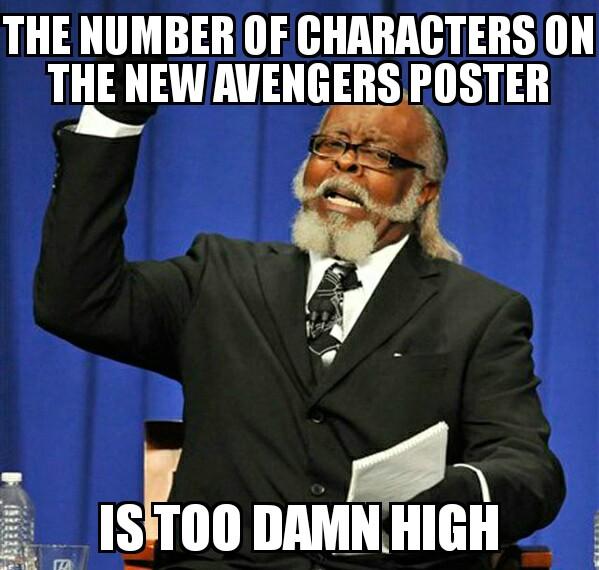 THE NUMBER OF CHARACTERS ON
THE NEW AVENGERS POSTER
IS TOO DAMN HIGH